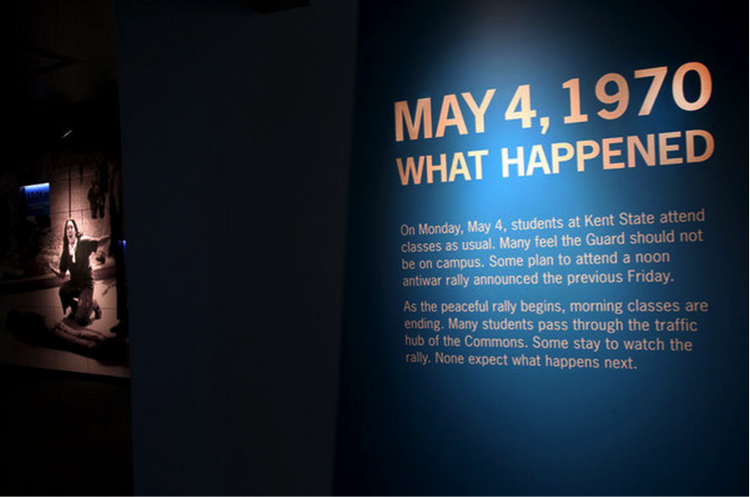 MAY 4, 1970
WHAT HAPPENED
On Monday, May 4, students at Kent State attend
classes as usual. Many feel the Guard should not
be on campus. Some plan to attend a noon
antiwar rally announced the previous Friday.
As the peaceful rally begins, morning classes are
ending. Many students pass through the traffic
hub of the Commons. Some stay to watch the
rally. None expect what happens next.